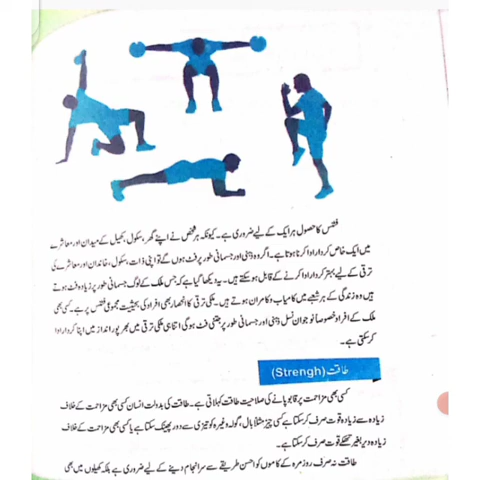 فٹنس کا حصول ہر ایک کے لیے ضروری ہے۔ کیونکہ ہر شخص نے اپنے گھر، سکول، کھیل کے میدان اور معاشرے
میں ایک خاص کردار ادا کرنا ہوتا ہے۔ اگر وہ ذہنی اور جسمانی طور پر فٹ ہوں گے تو اپنی ذات، سکول، خاندان اور معاشرے کی
ترقی کے لیے بہتر کردار ادا کرنے کے قابل ہو سکتے ہیں۔ یہ دیکھا گیا ہے کہ جس ملک کے لوگ جسمانی طور پر زیادہ فٹ ہوتے
ہیں وہ زندگی کے ہر شعبے میں کامیاب و کامران ہوتے ہیں۔ ملکی ترقی کا انحصار بھی افراد کی بحیثیت مجموعی فٹنس پر ہے۔ کسی بھی
ملک کے افراد خصوصاً نوجوان نسل ذہنی اور جسمانی طور پر جتنی فٹ ہوگی اتنا ہی ملکی ترقی میں بھرپور انداز میں اپنا کردار ادا
کر سکتی ہے۔
طاقت (Strengh)
کسی بھی مزاحمت پر قابو پانے کی صلاحیت طاقت کہلاتی ہے۔ طاقت کی بدولت انسان کسی بھی مزاحمت کے خلاف
زیادہ سے زیادہ قوت صرف کر سکتا ہے کسی چیز مثلاً بال، گولہ وغیرہ کو تیزی سے دور پھینک سکتا ہے یا کسی بھی مزاحمت کے خلاف
زیادہ دیر بغیر تھکے قوت صرف کر سکتا ہے۔
طاقت نہ صرف روزمرہ کے کاموں کو احسن طریقے سے سرانجام دینے کے لیے ضروری ہے بلکہ کھیلوں میں بھی